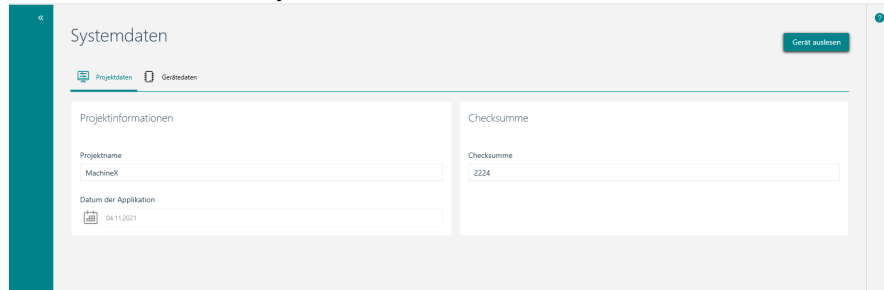 «
?
Systemdaten
Gerät auslesen
Projektdaten
Gerätedaten
Projektinformationen
Checksumme
Projektname
MachineX
Checksumme
2224
Datum der Applikation
04.11.2021